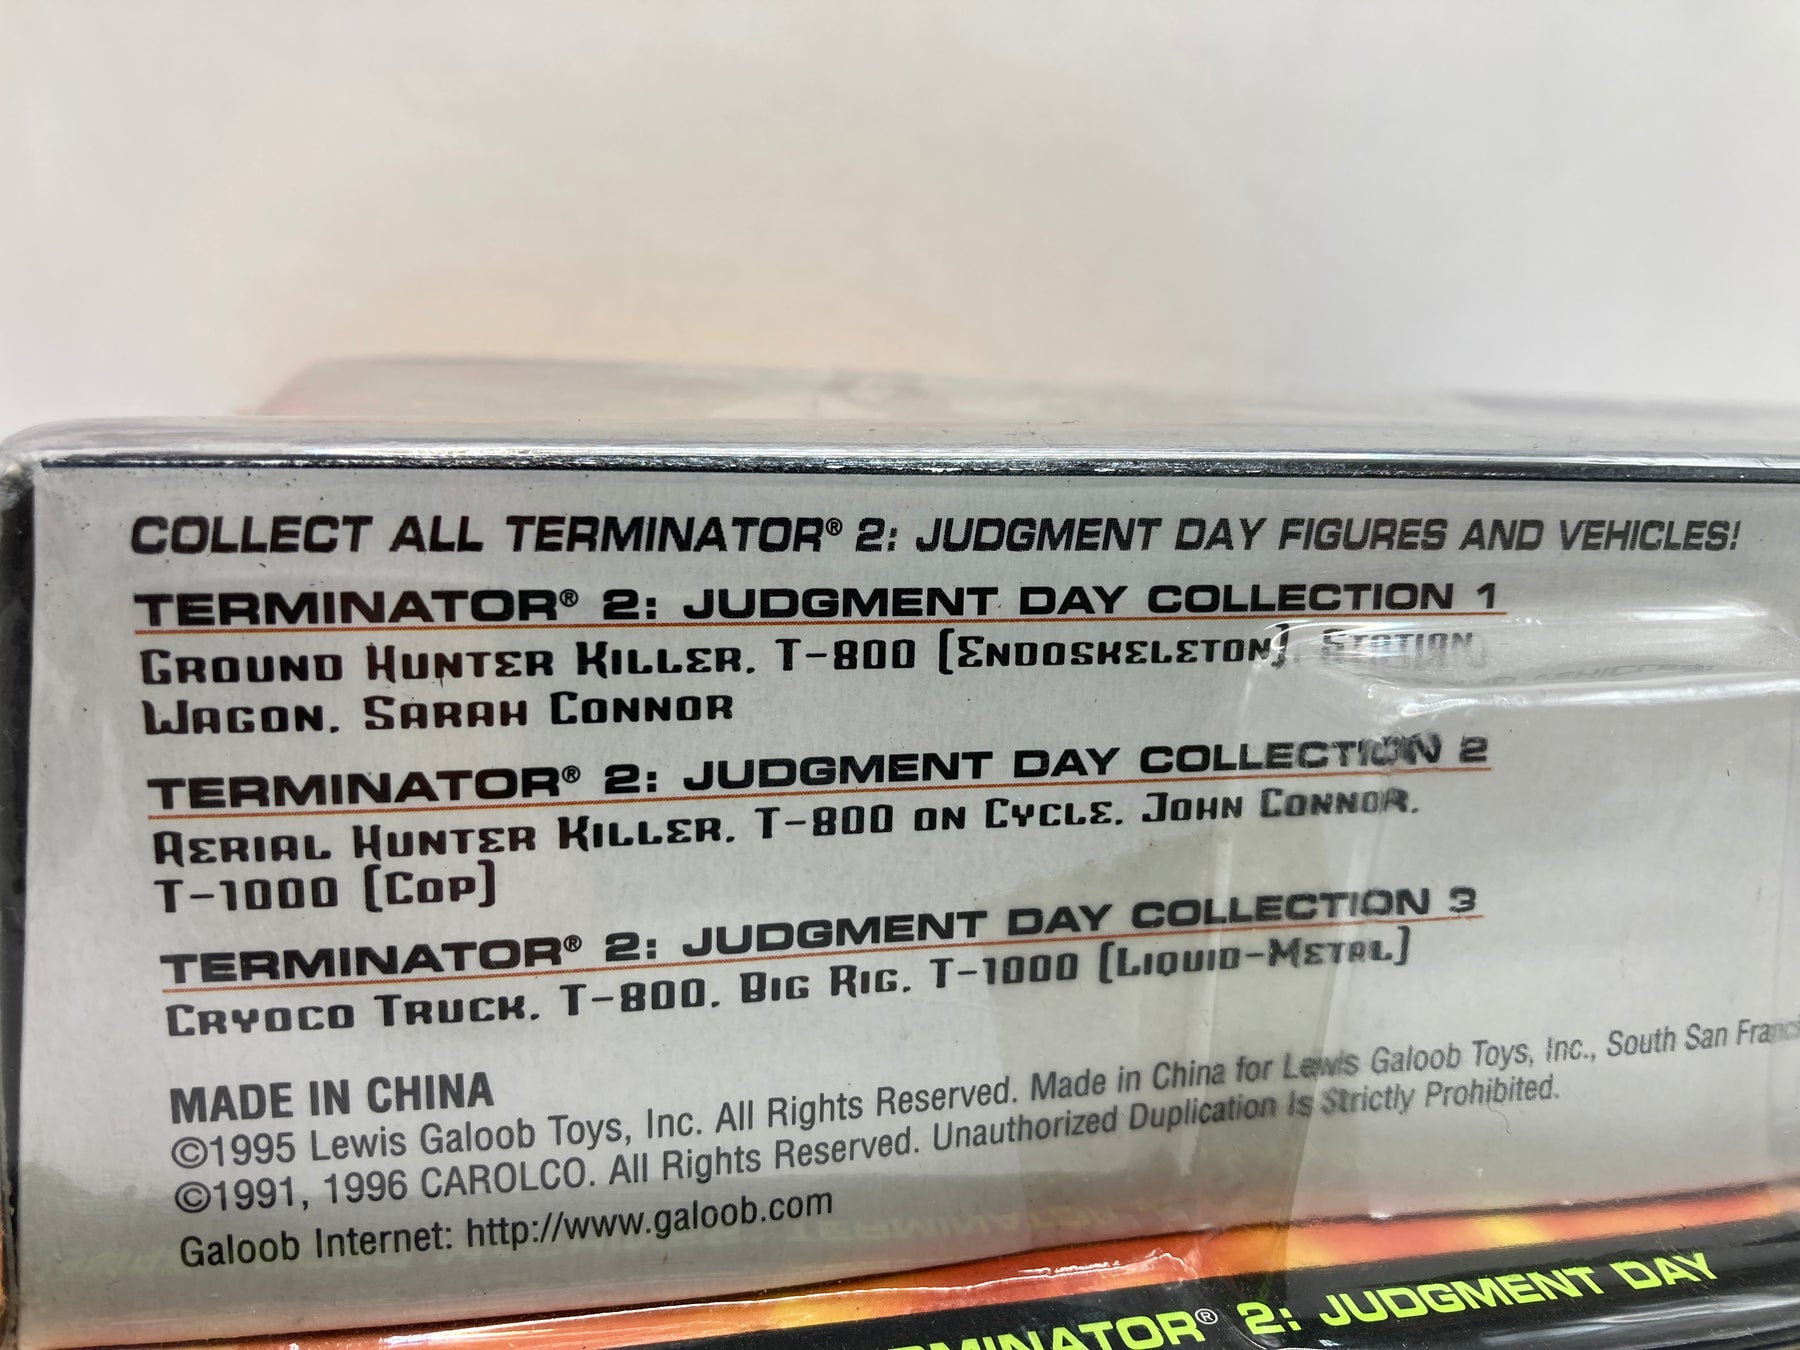 COLLECT ALL TERMINATOR® 2: JUDGMENT DAY FIGURES AND VEHICLES!
TERMINATOR® 2: JUDGMENT DAY COLLECTION 1
GROUND HUNTER KILLER, T-800 (ENDOSKELETON), STATION
WAGON, SARAH CONNOR
TERMINATOR® 2: JUDGMENT DAY COLLECTION 2
AERIAL HUNTER KILLER, T-800 ON CYCLE, JOHN CONNOR,
T-1000 (COP)
TERMINATOR® 2: JUDGMENT DAY COLLECTION 3
CRYOCO TRUCK, T-800, BIG RIG, T-1000 (LIQUID-METAL)
MADE IN CHINA
©1995 Lewis Galoob Toys, Inc. All Rights Reserved. Made in China for Lewis Galoob Toys, Inc., South San Franci
©1991, 1996 CAROLCO. All Rights Reserved. Unauthorized Duplication Is Strictly Prohibited.
Galoob Internet: http://www.galoob.com
RMINATOR® 2: JUDGMENT DAY